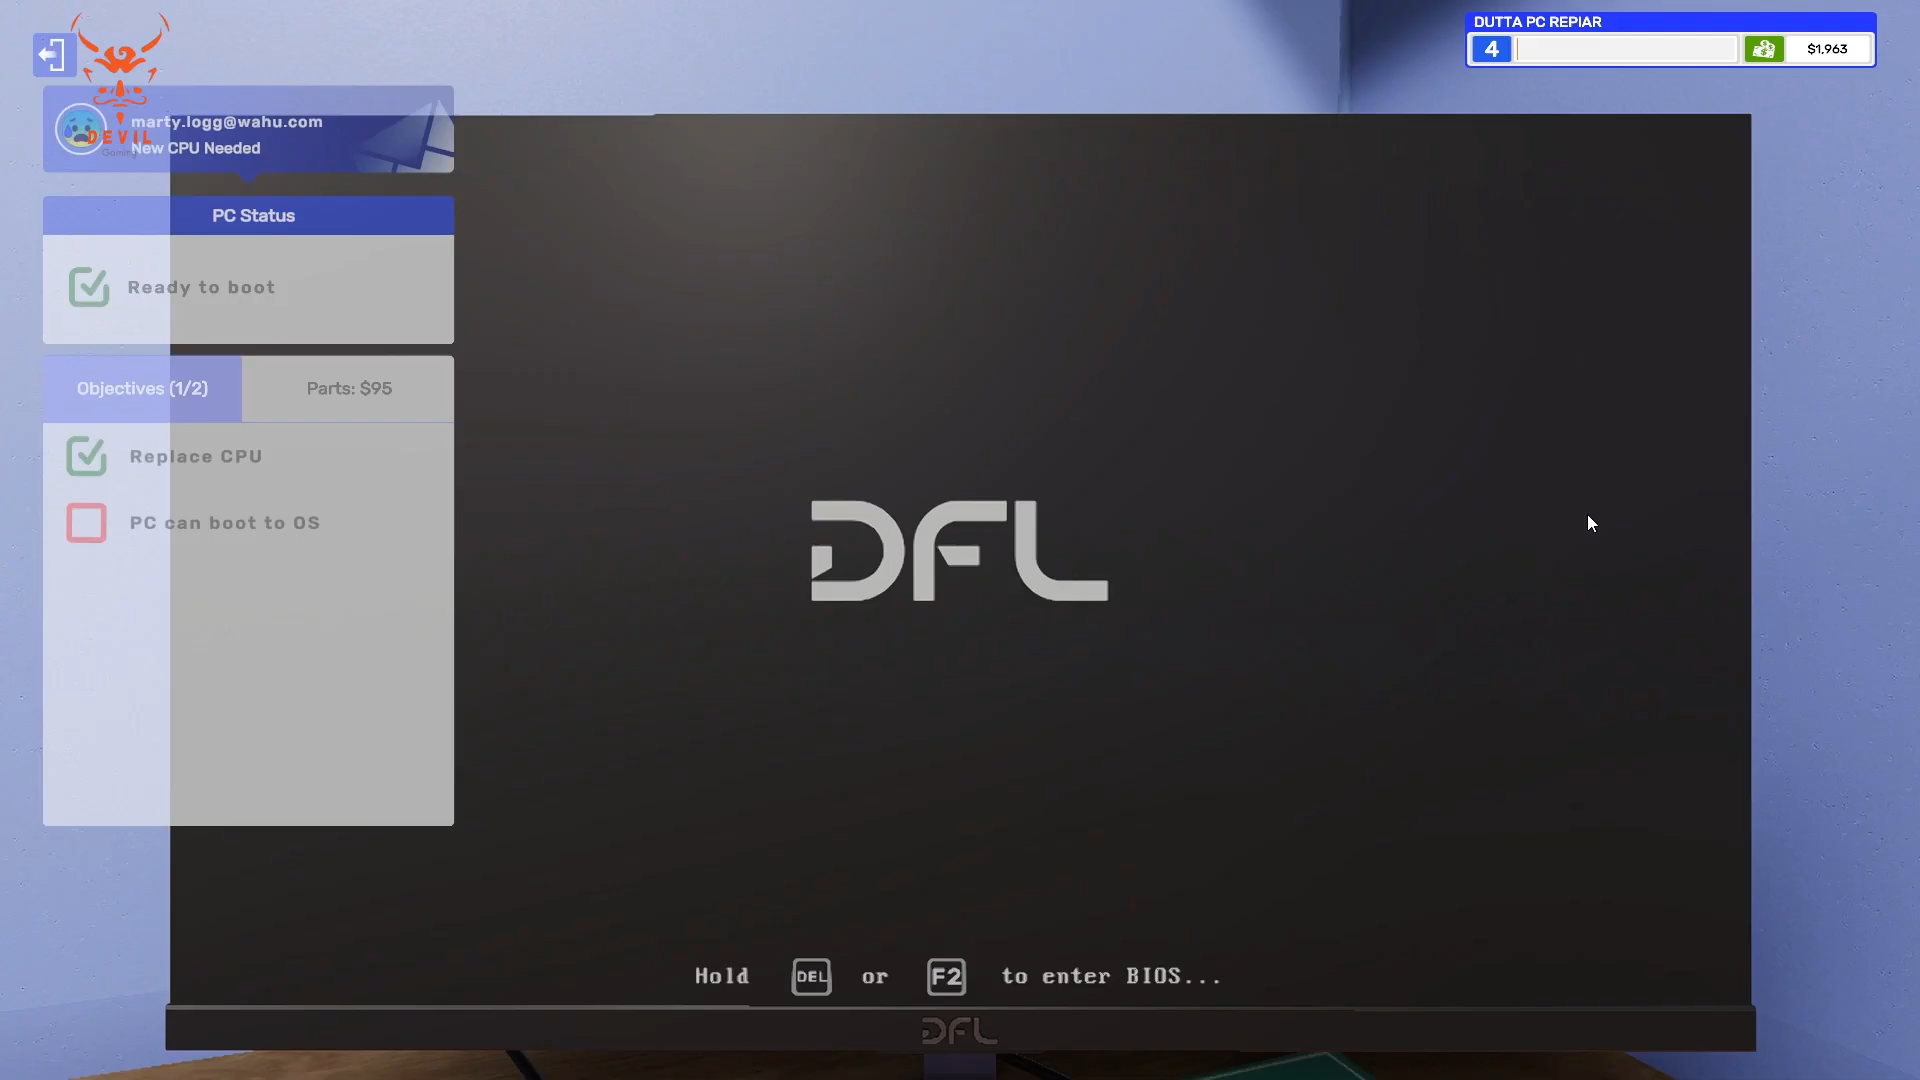 DUTTA PC REPIAR
4
$1,963
marty.logg@wahu.com
New CPU Needed
DEVIL
Gaming
PC Status
Ready to boot
Objectives (1/2)
Parts: $95
Replace CPU
PC can boot to OS
DFL
Hold DEL or F2 to enter BIOS...
DFL